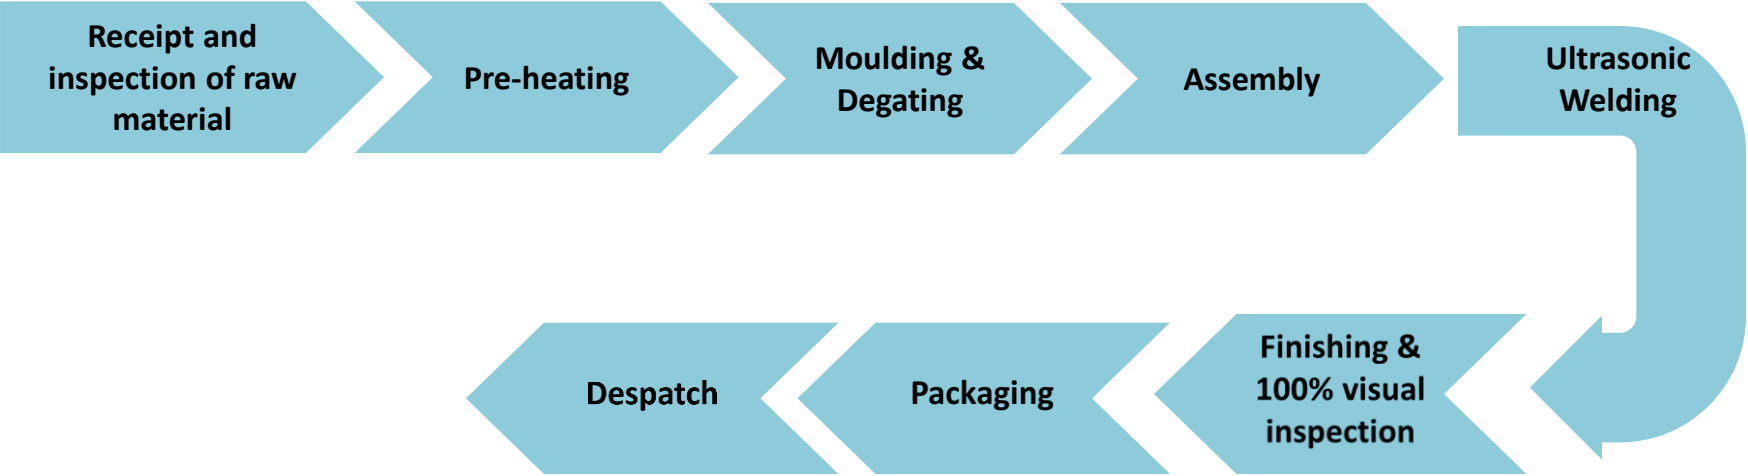 Receipt and
inspection of raw
material
Pre-heating
Moulding &
Degating
Assembly
Ultrasonic
Welding
Finishing &
100% visual
inspection
Packaging
Despatch